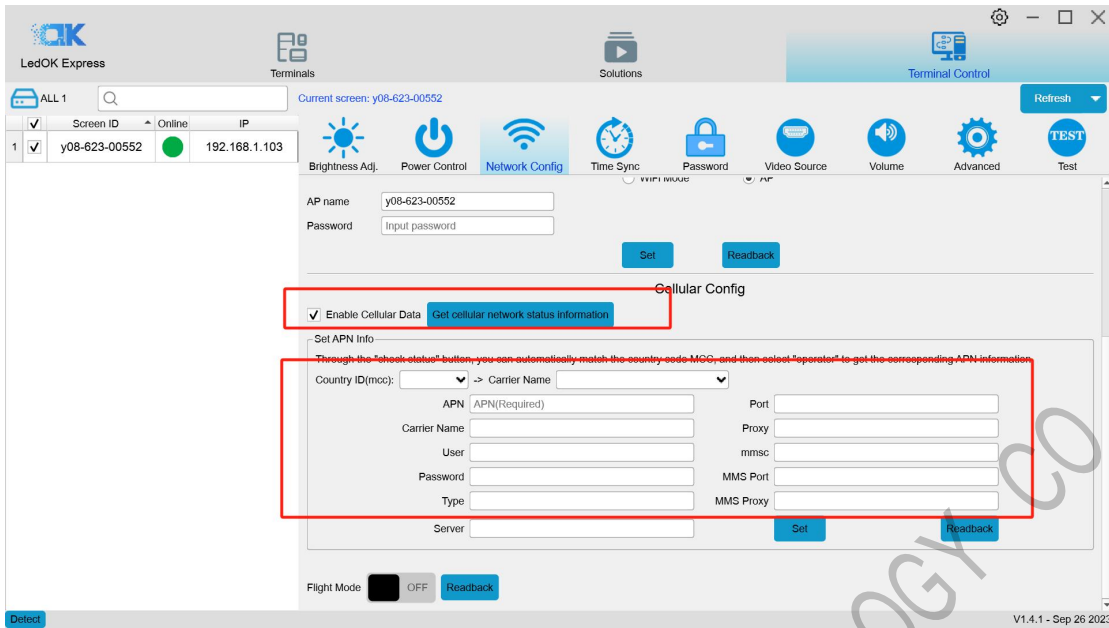 LedOK Express
Terminals
Solutions
Terminal Control
ALL 1
Current screen: y08-623-00552
Refresh
Screen ID Online IP
1 y08-623-00552 192.168.1.103
Brightness Adj. Power Control Network Config Time Sync Password Video Source Volume Advanced TEST Test
WIFI Mode AP
AP name y08-623-00552
Password Input password
Set Readback
Cellular Config
Enable Cellular Data Get cellular network status information
Set APN Info
Through the "check status" button, you can automatically match the country code MCC, and then select "operator" to get the corresponding APN information
Country ID(mcc): -> Carrier Name
APN APN(Required) Port
Carrier Name Proxy
User mmsc
Password MMS Port
Type MMS Proxy
Server Set Readback
Flight Mode OFF Readback
Detect V1.4.1 - Sep 26 2023
OGY CO